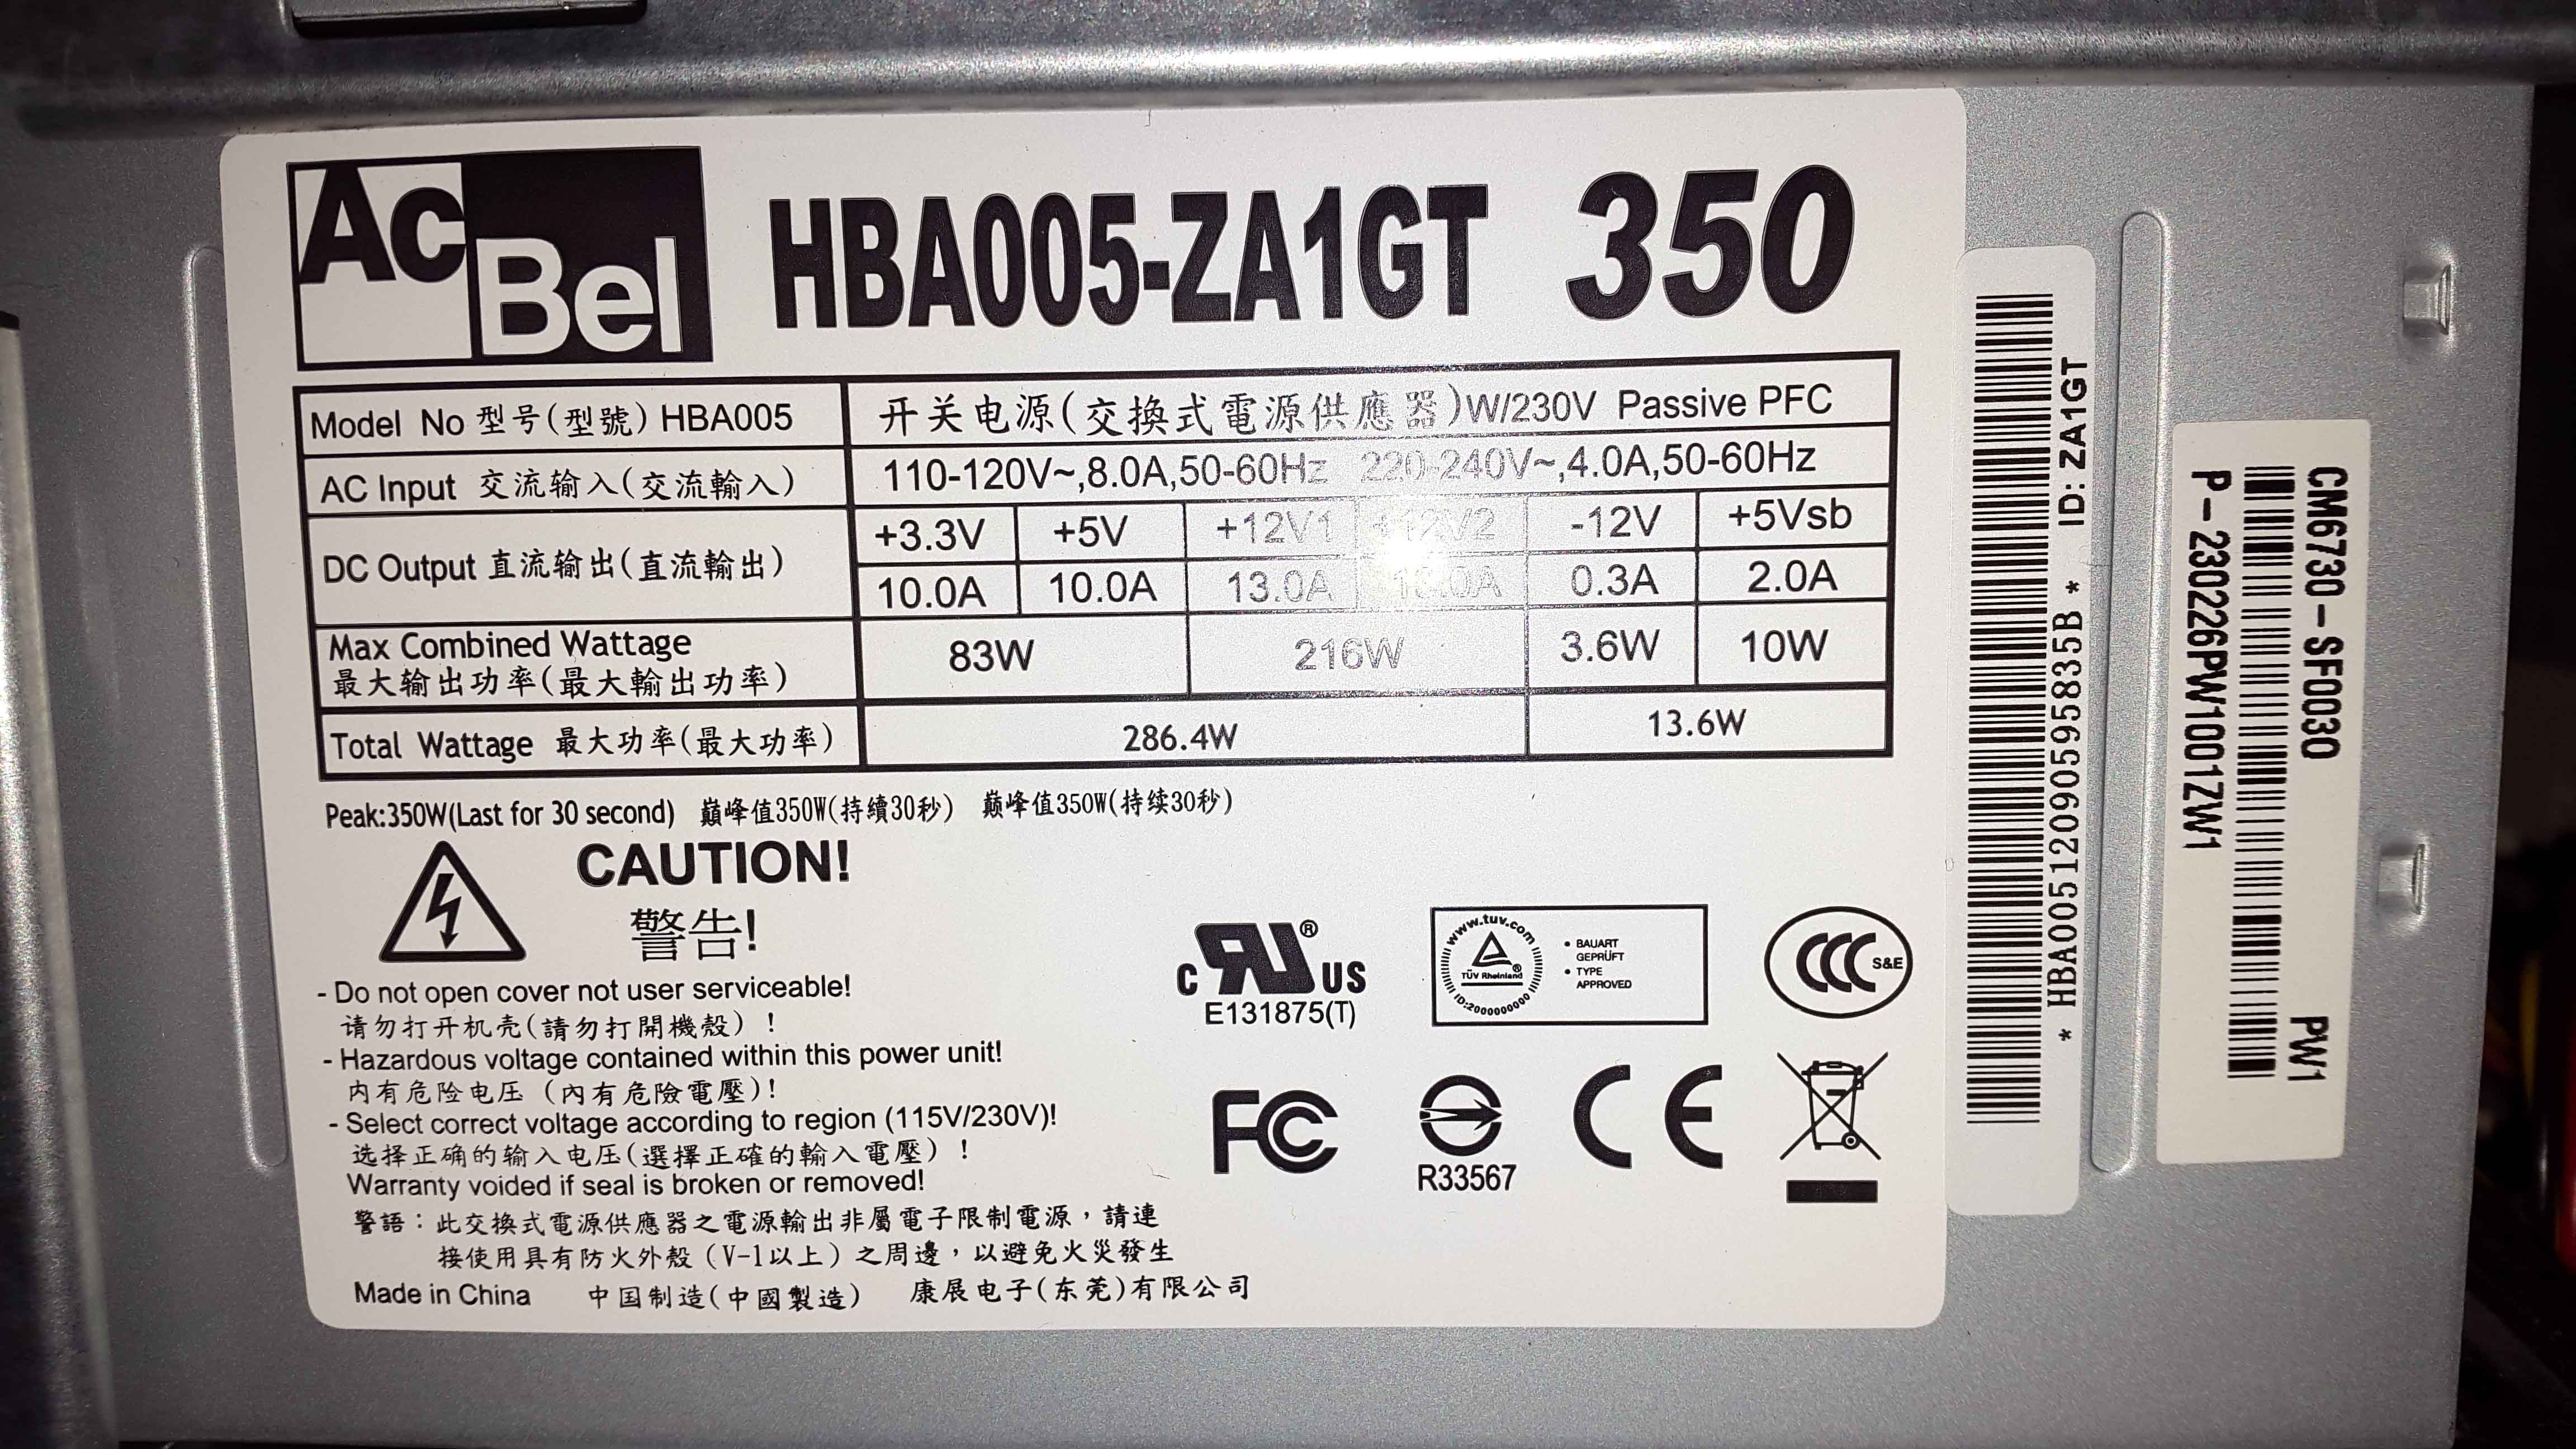 AcBel HBA005-ZA1GT 350
Model No 型号(型號) HBA005 开关电源(交換式電源供應器)W/230V Passive PFC
AC Input 交流输入(交流輸入) 110-120V~,8.0A,50-60Hz 220-240V~,4.0A,50-60Hz
DC Output 直流输出(直流輸出) +3.3V +5V +12V1 +12V2 -12V +5Vsb
10.0A 10.0A 13.0A 0.3A 2.0A
Max Combined Wattage
最大输出功率(最大輸出功率) 83W 216W 3.6W 10W
Total Wattage 最大功率(最大功率) 286.4W 13.6W
Peak:350W(Last for 30 second) 巔峰值350W(持續30秒) 巅峰值350W(持续30秒)
CAUTION!
警告!
- Do not open cover not user serviceable!
请勿打开机壳(請勿打開機殼)!
- Hazardous voltage contained within this power unit!
内有危险电压(內有危險電壓)!
- Select correct voltage according to region (115V/230V)!
选择正确的输入电压(選擇正確的輸入電壓)!
Warranty voided if seal is broken or removed!
警語：此交換式電源供應器之電源輸出非屬電子限制電源，請連
接使用具有防火外殼(V-1以上)之周邊，以避免火災發生
Made in China 中国制造(中國製造) 康展电子(东莞)有限公司
c RU ® US
E131875(T)
www.tuv.com
TÜV Rheinland ®
ID:2000000000
• BAUART
GEPRÜFT
• TYPE
APPROVED
CCC S&E
FC
R33567
CE
ID: ZA1GT
* HBA005120905995835B *
CM6730-SF0030 PW1
P-230226PW1001ZW1